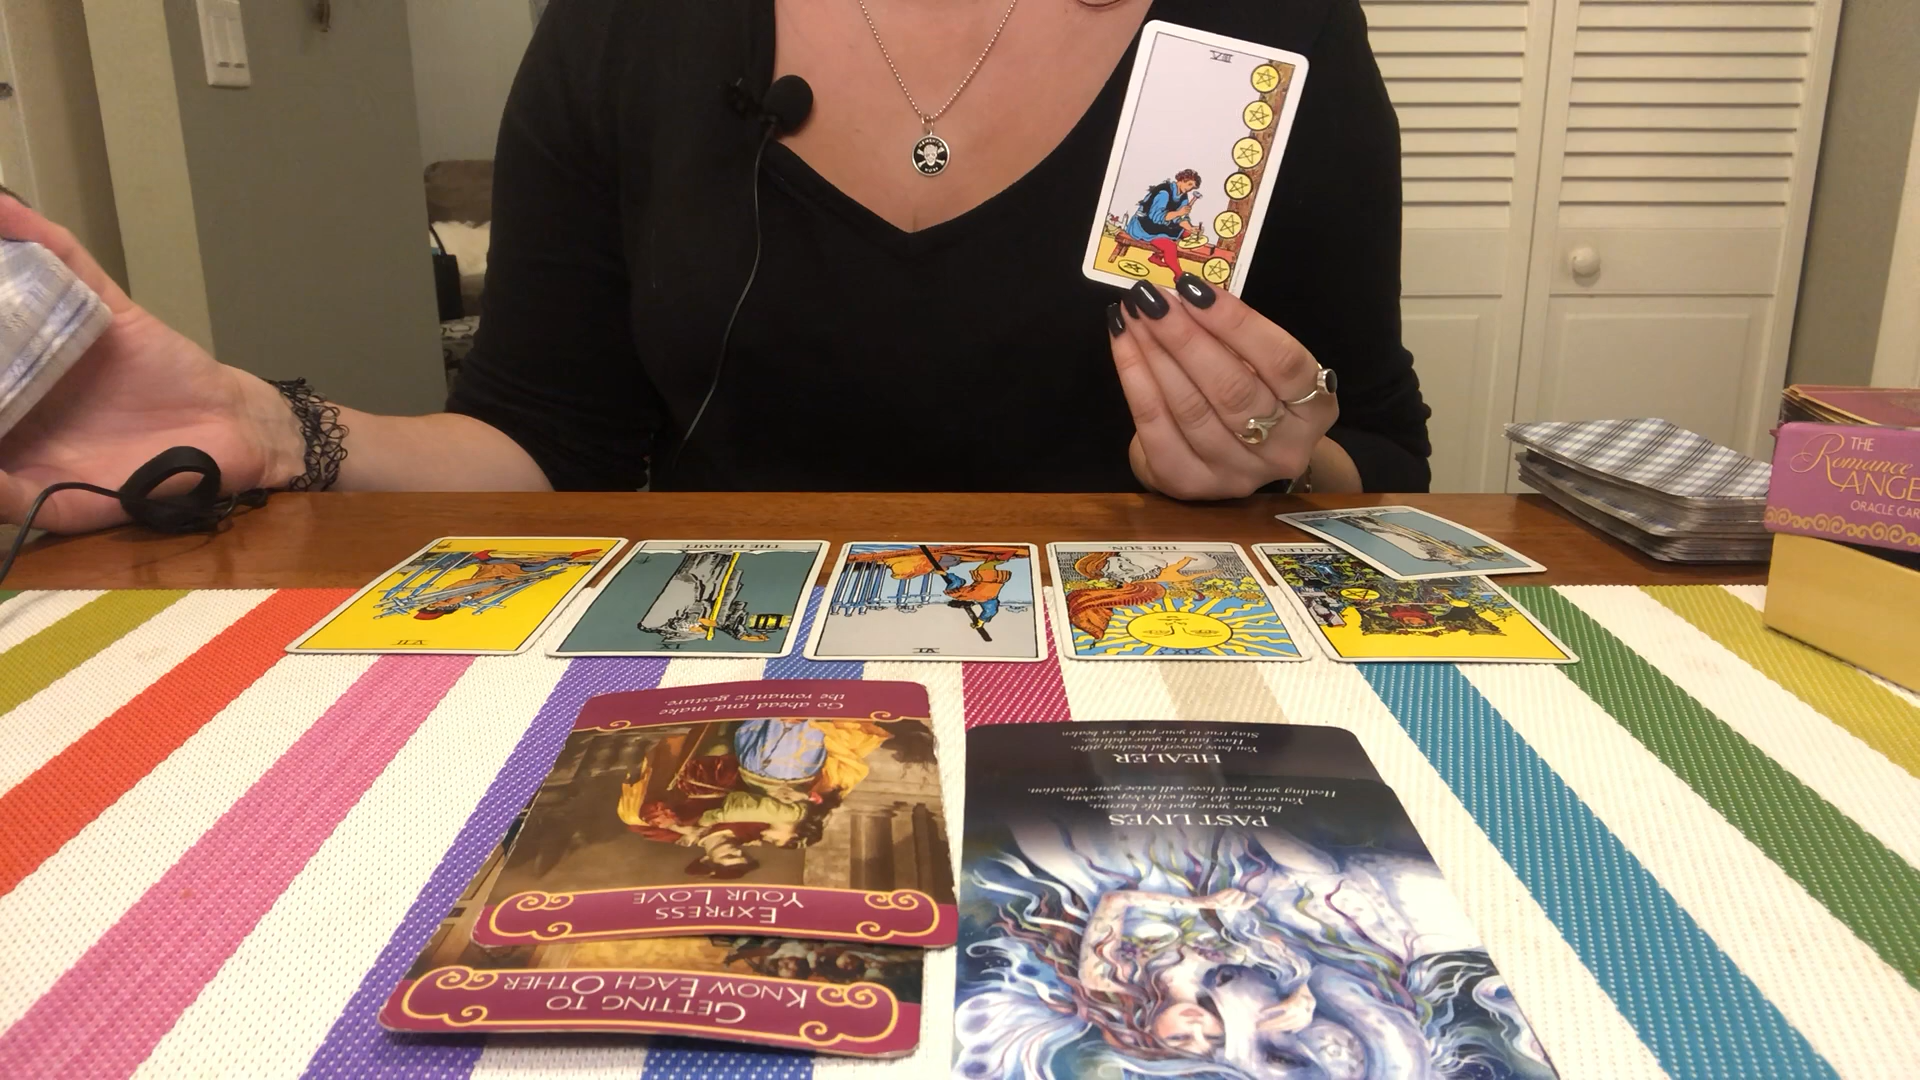 VIII
THE
Romance
ANGE
ORACLE CAR
VII
THE HERMIT
IX
VI
THE SUN
TACLES
Go ahead and make
the romantic gesture.
EXPRESS
YOUR LOVE
GETTING TO
KNOW EACH OTHER
HEALER
You have powerful healing gifts.
Have faith in your abilities.
Stay true to your path as a healer
PAST LIVES
Release your past-life karma.
You are an old soul with deep wisdom.
Healing your past lives will raise your vibration.